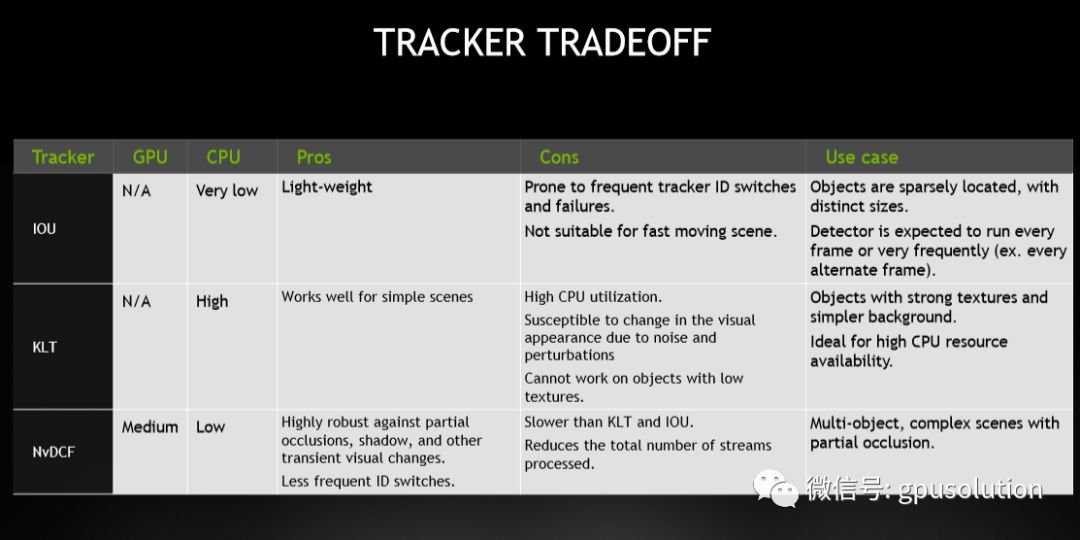 TRACKER TRADEOFF
Tracker GPU CPU Pros Cons Use case
IOU
N/A
Very low
Light-weight
Prone to frequent tracker ID switches
and failures.
Not suitable for fast moving scene.
Objects are sparsely located, with
distinct sizes.
Detector is expected to run every
frame or very frequently (ex. every
alternate frame).
KLT
N/A
High
Works well for simple scenes
High CPU utilization.
Susceptible to change in the visual
appearance due to noise and
perturbations
Cannot work on objects with low
textures.
Objects with strong textures and
simpler background.
Ideal for high CPU resource
availability.
NvDCF
Medium
Low
Highly robust against partial
occlusions, shadow, and other
transient visual changes.
Less frequent ID switches.
Slower than KLT and IOU.
Reduces the total number of streams
processed.
Multi-object, complex scenes with
partial occlusion.
微信号: gpusolution